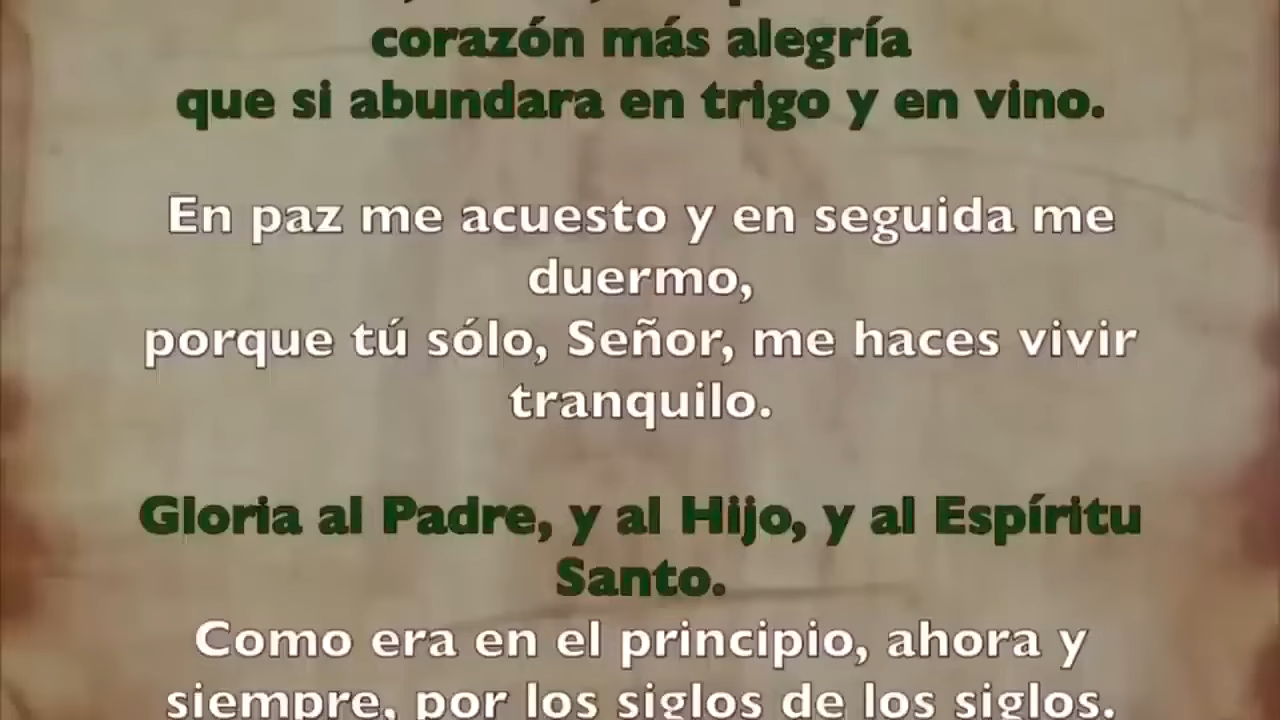 corazón más alegría
que si abundara en trigo y en vino.
En paz me acuesto y en seguida me
duermo,
porque tú sólo, Señor, me haces vivir
tranquilo.
Gloria al Padre, y al Hijo, y al Espíritu
Santo.
Como era en el principio, ahora y
siempre, por los siglos de los siglos.